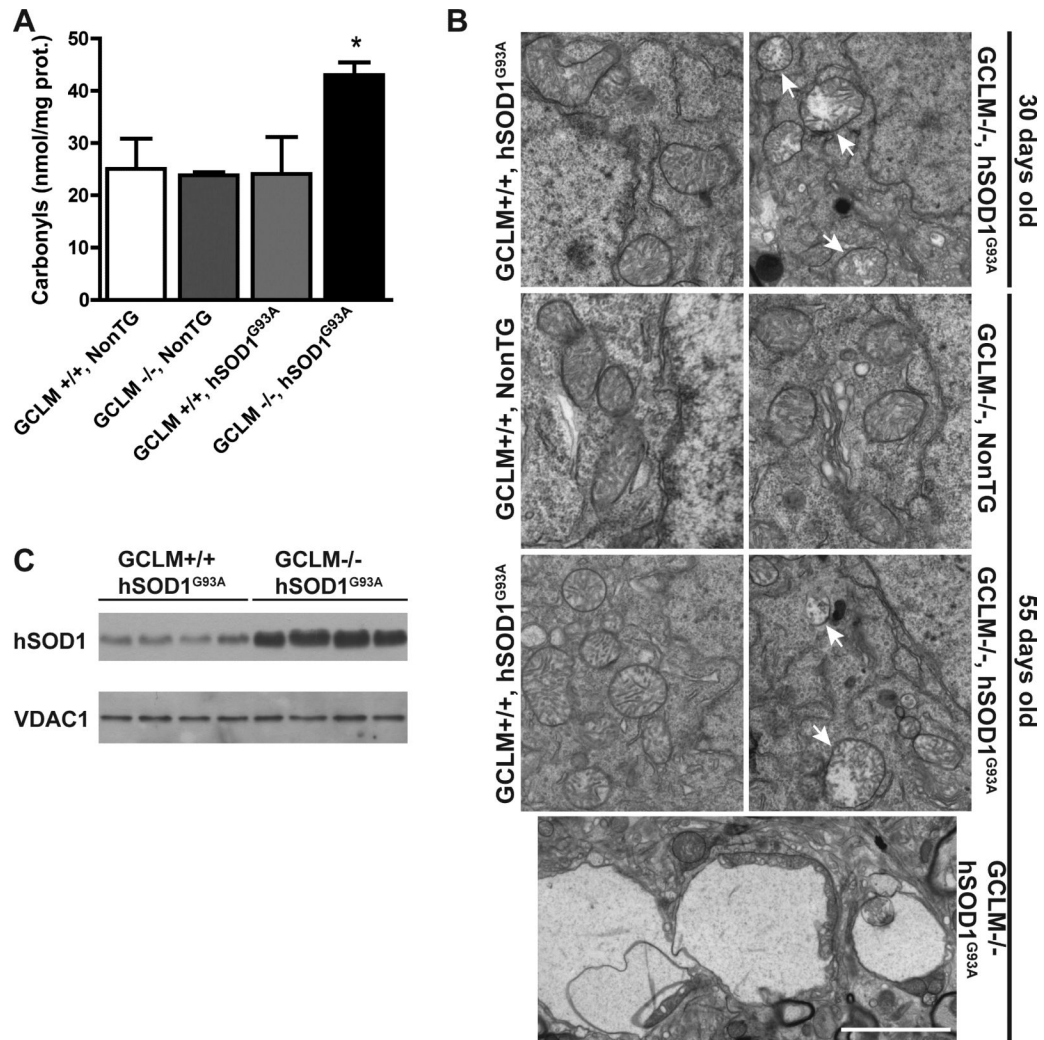 A
Carbonyls (nmol/mg prot.)
50
40
30
20
10
0
*
GCLM +/+, NonTG
GCLM -/-, NonTG
GCLM +/+, hSOD1G93A
GCLM -/-, hSOD1G93A
B
GCLM+/+, hSOD1G93A
GCLM-/-, hSOD1G93A
30 days old
GCLM+/+, NonTG
GCLM-/-, NonTG
GCLM+/+, hSOD1G93A
GCLM-/-, hSOD1G93A
GCLM-/-
hSOD1G93A
55 days old
C
GCLM+/+
hSOD1G93A
GCLM-/-
hSOD1G93A
hSOD1
VDAC1